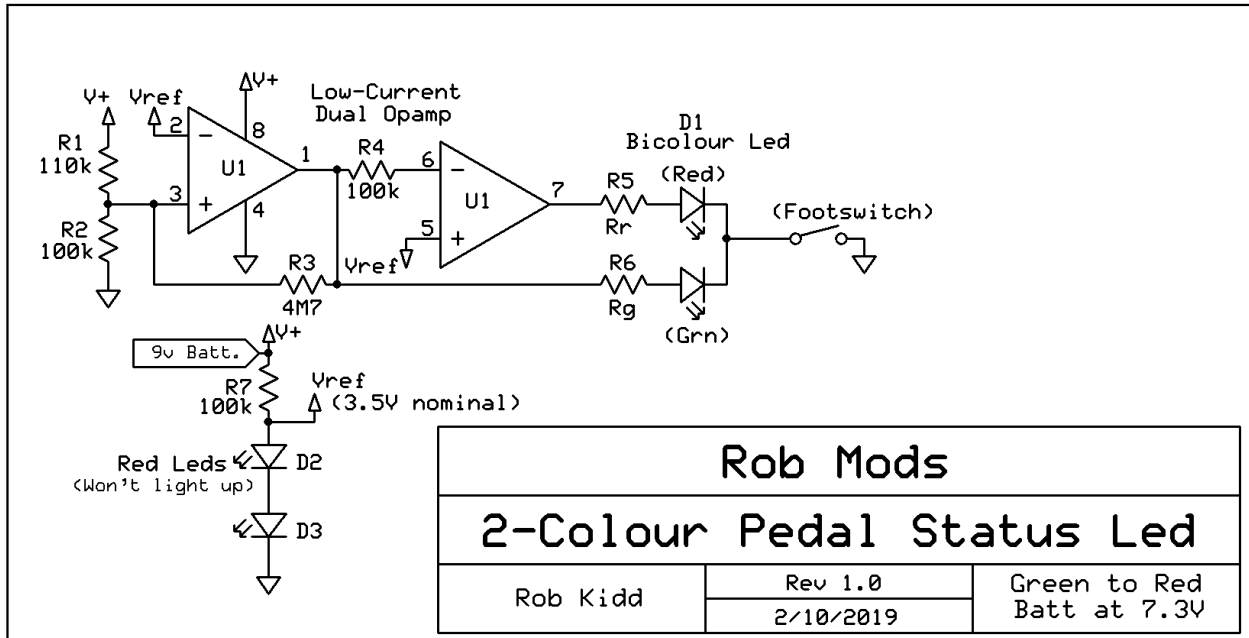 V+
Vref
V+
R1
110k
2
8
U1
1
3
4
R2
100k
Low-Current
Dual Opamp
R4
100k
6
U1
7
5
Vref
R3
4M7
D1
Bicolour Led
(Red)
R5
Rr
(Footswitch)
R6
Rg
(Grn)
V+
9v Batt.
R7
100k
Vref
(3.5V nominal)
Red Leds
(Won't light up)
D2
D3
Rob Mods
2-Colour Pedal Status Led
Rob Kidd
Rev 1.0
2/10/2019
Green to Red
Batt at 7.3V